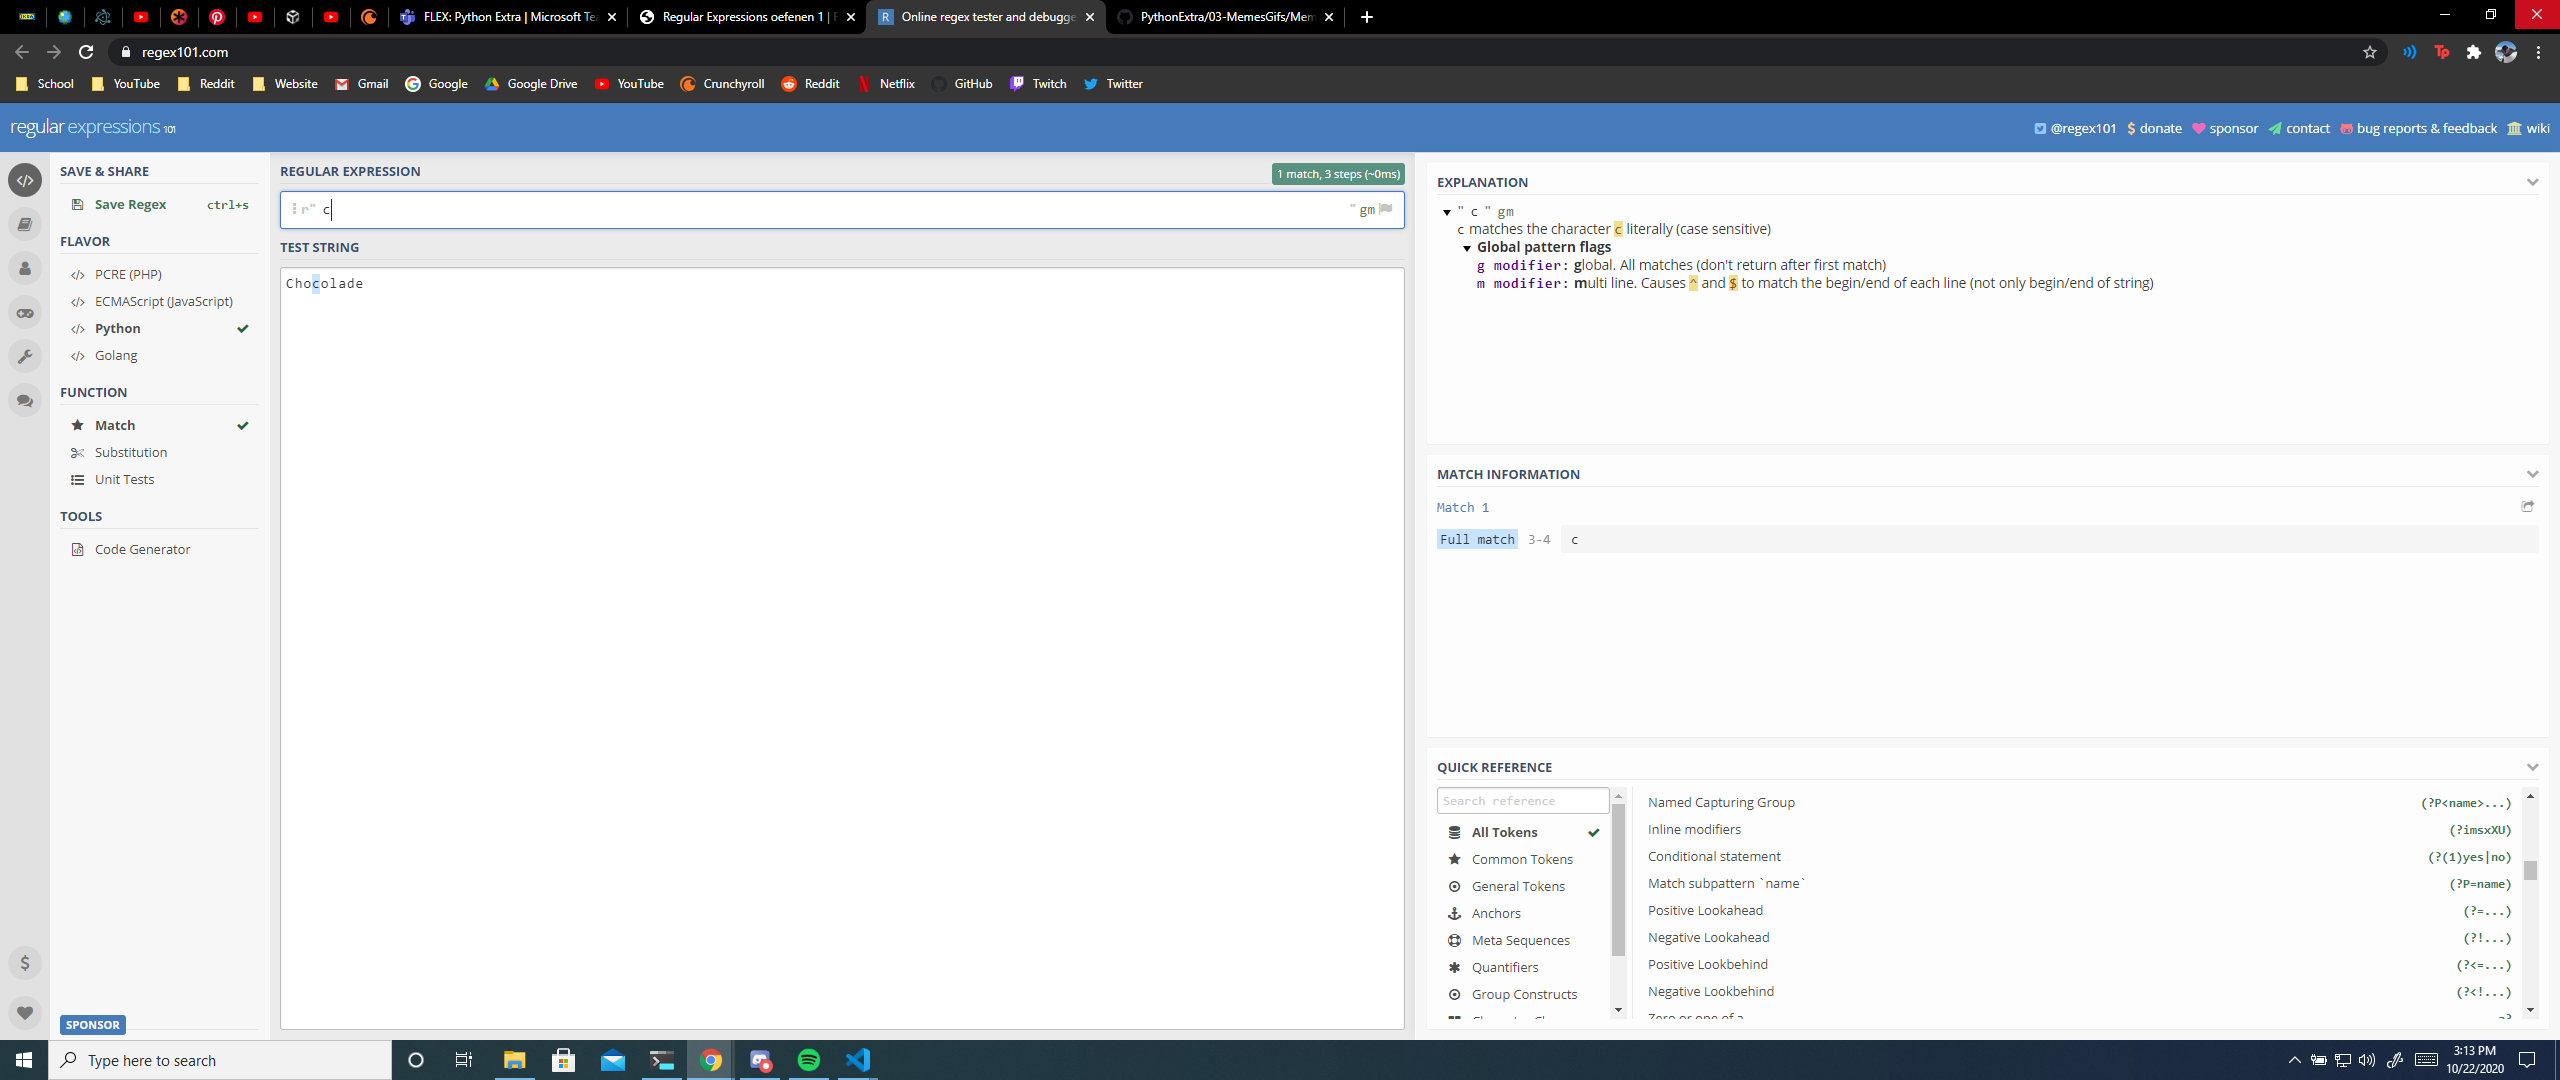 FLEX: Python Extra | Microsoft Te
Regular Expressions oefenen 1 | F
Online regex tester and debugge
PythonExtra/03-MemesGifs/Mem
regex101.com
School YouTube Reddit Website Gmail Google Google Drive YouTube Crunchyroll Reddit Netflix GitHub Twitch Twitter
regular expressions 101
@regex101 $ donate sponsor contact bug reports & feedback wiki
SAVE & SHARE
Save Regex ctrl+s
FLAVOR
</> PCRE (PHP)
</> ECMAScript (JavaScript)
</> Python
</> Golang
FUNCTION
Match
Substitution
Unit Tests
TOOLS
Code Generator
SPONSOR
REGULAR EXPRESSION
1 match, 3 steps (~0ms)
r" c " gm
TEST STRING
Chocolade
EXPLANATION
" c " gm
c matches the character c literally (case sensitive)
Global pattern flags
g modifier: global. All matches (don't return after first match)
m modifier: multi line. Causes ^ and $ to match the begin/end of each line (not only begin/end of string)
MATCH INFORMATION
Match 1
Full match 3-4 c
QUICK REFERENCE
Search reference
All Tokens
Common Tokens
General Tokens
Anchors
Meta Sequences
Quantifiers
Group Constructs
Named Capturing Group (?P<name>...)
Inline modifiers (?imsxXU)
Conditional statement (?(1)yes|no)
Match subpattern `name` (?P=name)
Positive Lookahead (?=...)
Negative Lookahead (?!...)
Positive Lookbehind (?<=...)
Negative Lookbehind (?<!...)
Zero or one of a a?
Type here to search
3:13 PM
10/22/2020